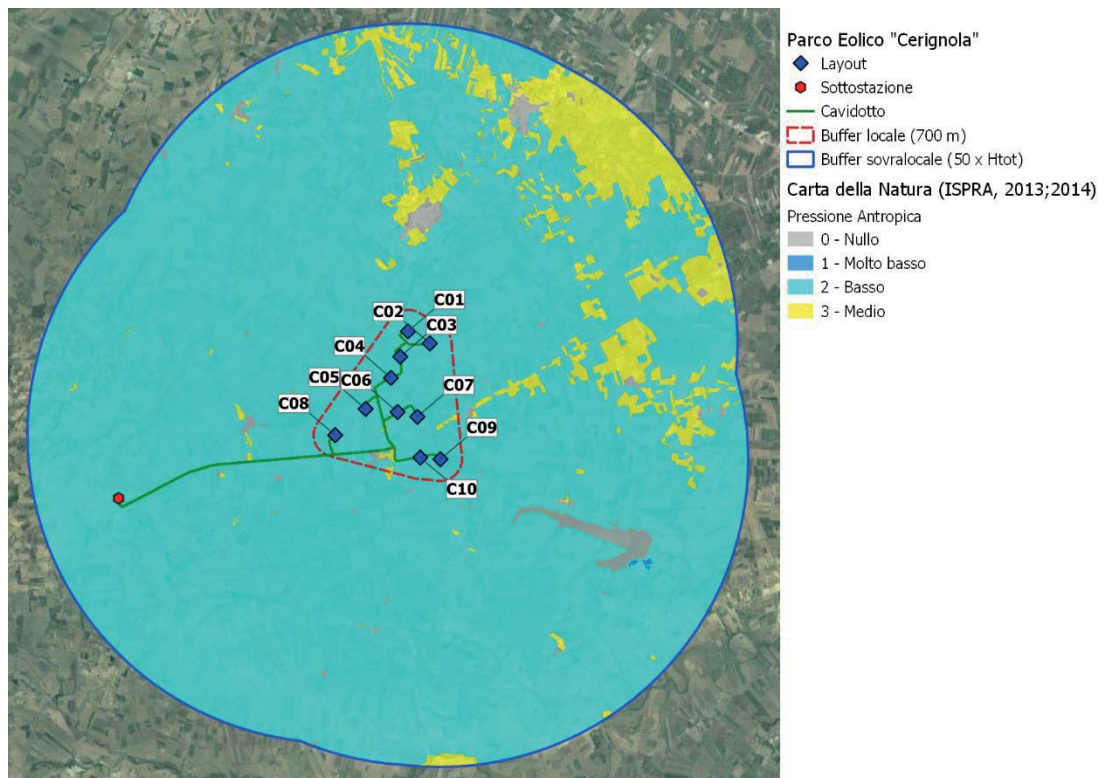 Parco Eolico "Cerignola"
Layout
Sottostazione
Cavidotto
Buffer locale (700 m)
Buffer sovralocale (50 x Htot)
Carta della Natura (ISPRA, 2013;2014)
Pressione Antropica
0 - Nullo
1 - Molto basso
2 - Basso
3 - Medio
C01
C02
C03
C04
C05
C06
C07
C08
C09
C10